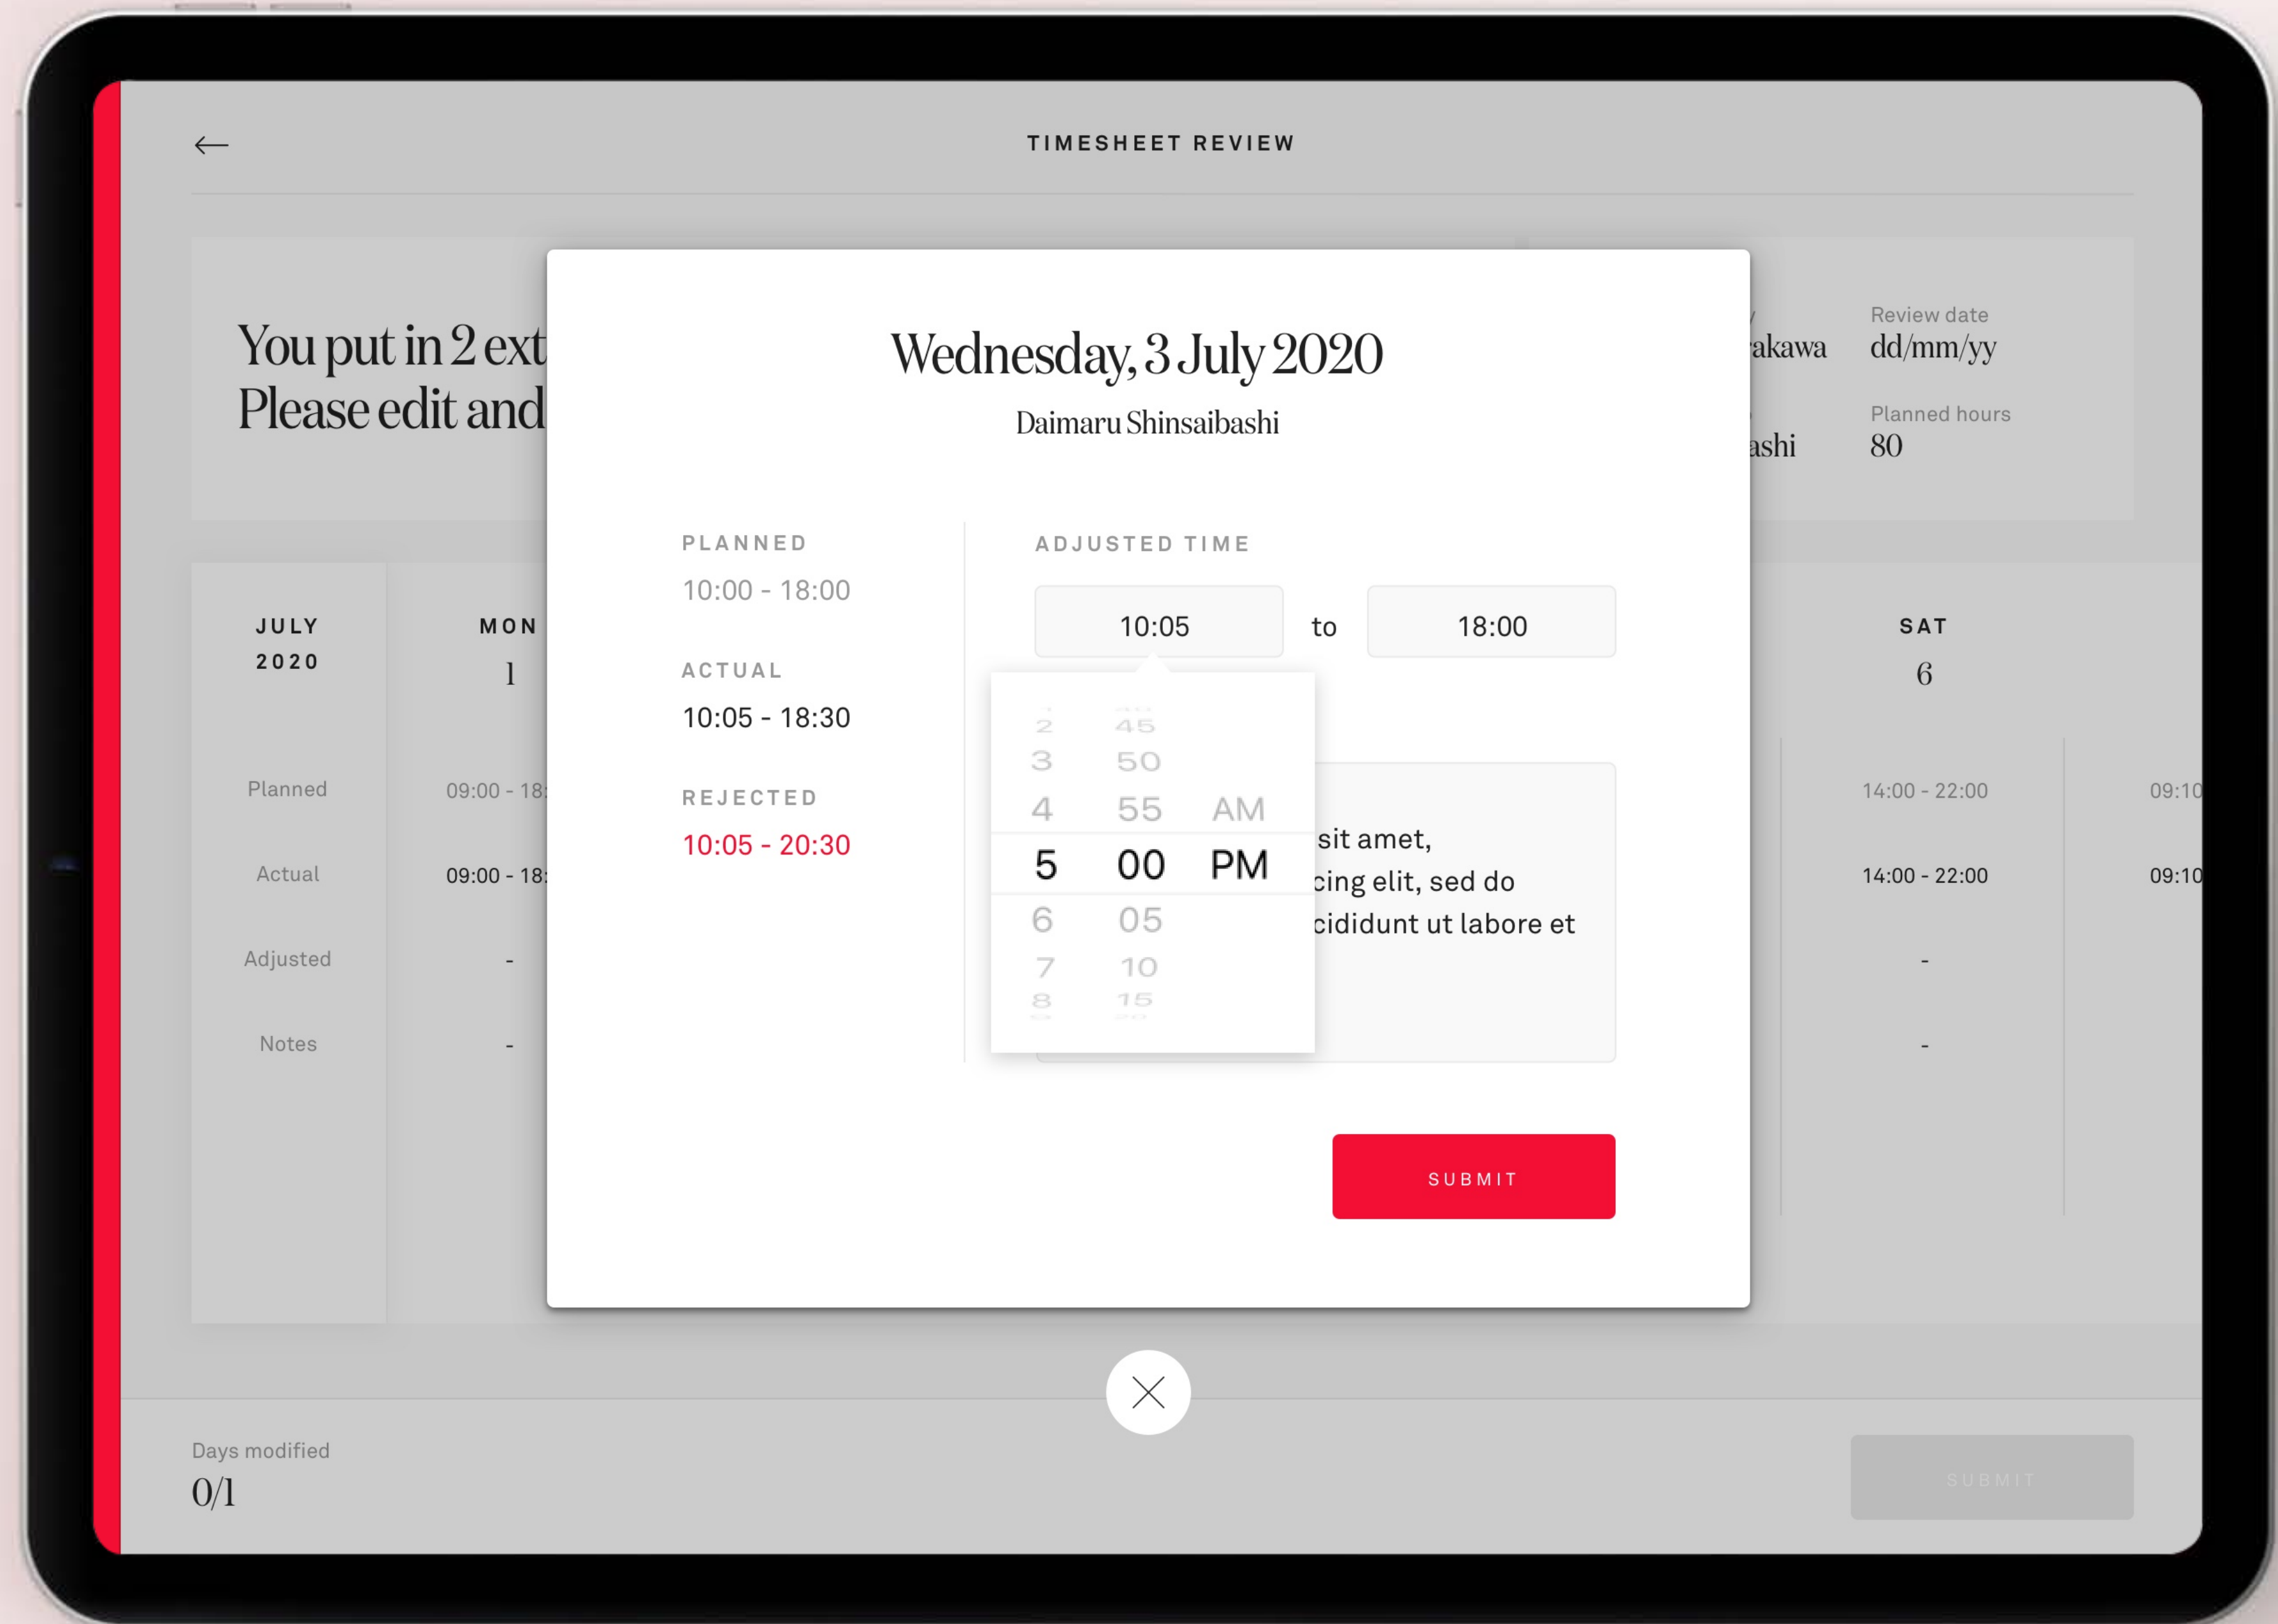 TIMESHEET REVIEW
You put in 2 ext
Please edit and
akawa
Review date
dd/mm/yy
ashi
Planned hours
80
Wednesday, 3 July 2020
Daimaru Shinsaibashi
PLANNED
10:00 - 18:00
ACTUAL
10:05 - 18:30
REJECTED
10:05 - 20:30
ADJUSTED TIME
10:05 to 18:00
2 45
3 50
4 55 AM
5 00 PM
6 05
7 10
8 15
20
sit amet,
cing elit, sed do
cididunt ut labore et
SUBMIT
JULY
2020
MON
1
SAT
6
Planned
09:00 - 18:
14:00 - 22:00
09:10
Actual
09:00 - 18:
14:00 - 22:00
09:10
Adjusted
-
-
Notes
-
-
Days modified
0/1
SUBMIT